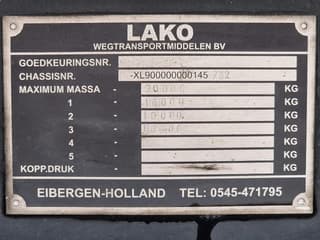 LAKO
WEGTRANSPORTMIDDELEN BV
GOEDKEURINGSNR.
CHASSISNR. -XL900000000145
MAXIMUM MASSA - KG
1 - KG
2 - KG
3 - KG
4 - KG
5 - KG
KOPP.DRUK - KG
EIBERGEN-HOLLAND TEL: 0545-471795